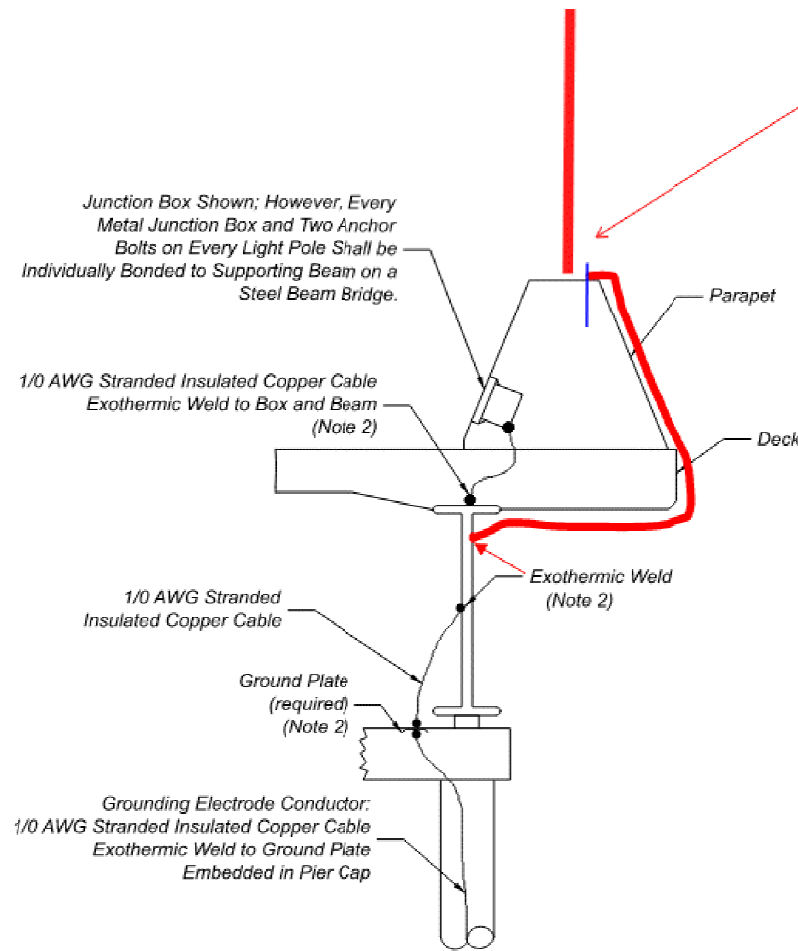 Junction Box Shown; However, Every
Metal Junction Box and Two Anchor
Bolts on Every Light Pole Shall be
Individually Bonded to Supporting Beam on a
Steel Beam Bridge.
Parapet
1/0 AWG Stranded Insulated Copper Cable
Exothermic Weld to Box and Beam
(Note 2)
Deck
Exothermic Weld
(Note 2)
1/0 AWG Stranded
Insulated Copper Cable
Ground Plate
(required)
(Note 2)
Grounding Electrode Conductor:
1/0 AWG Stranded Insulated Copper Cable
Exothermic Weld to Ground Plate
Embedded in Pier Cap